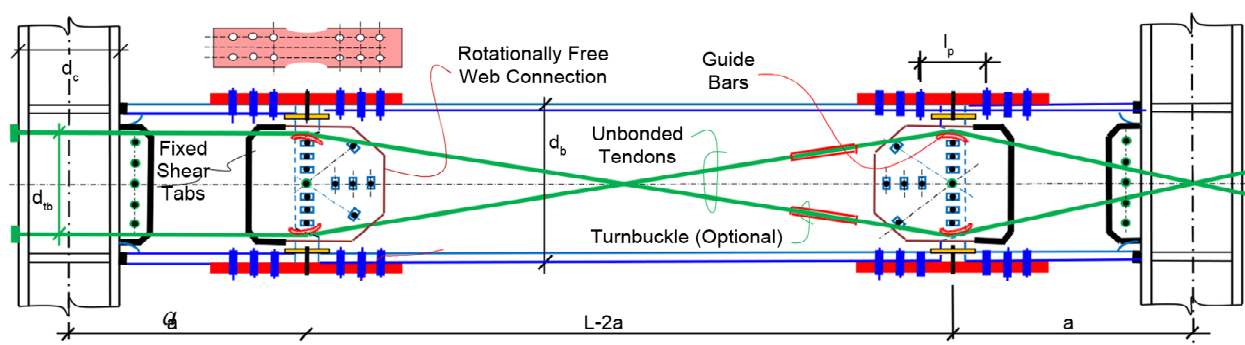 d_c
Rotationally Free
Web Connection
Guide
Bars
l_p
Fixed
Shear
Tabs
d_tb
d_b
Unbonded
Tendons
Turnbuckle (Optional)
a
L-2a
a